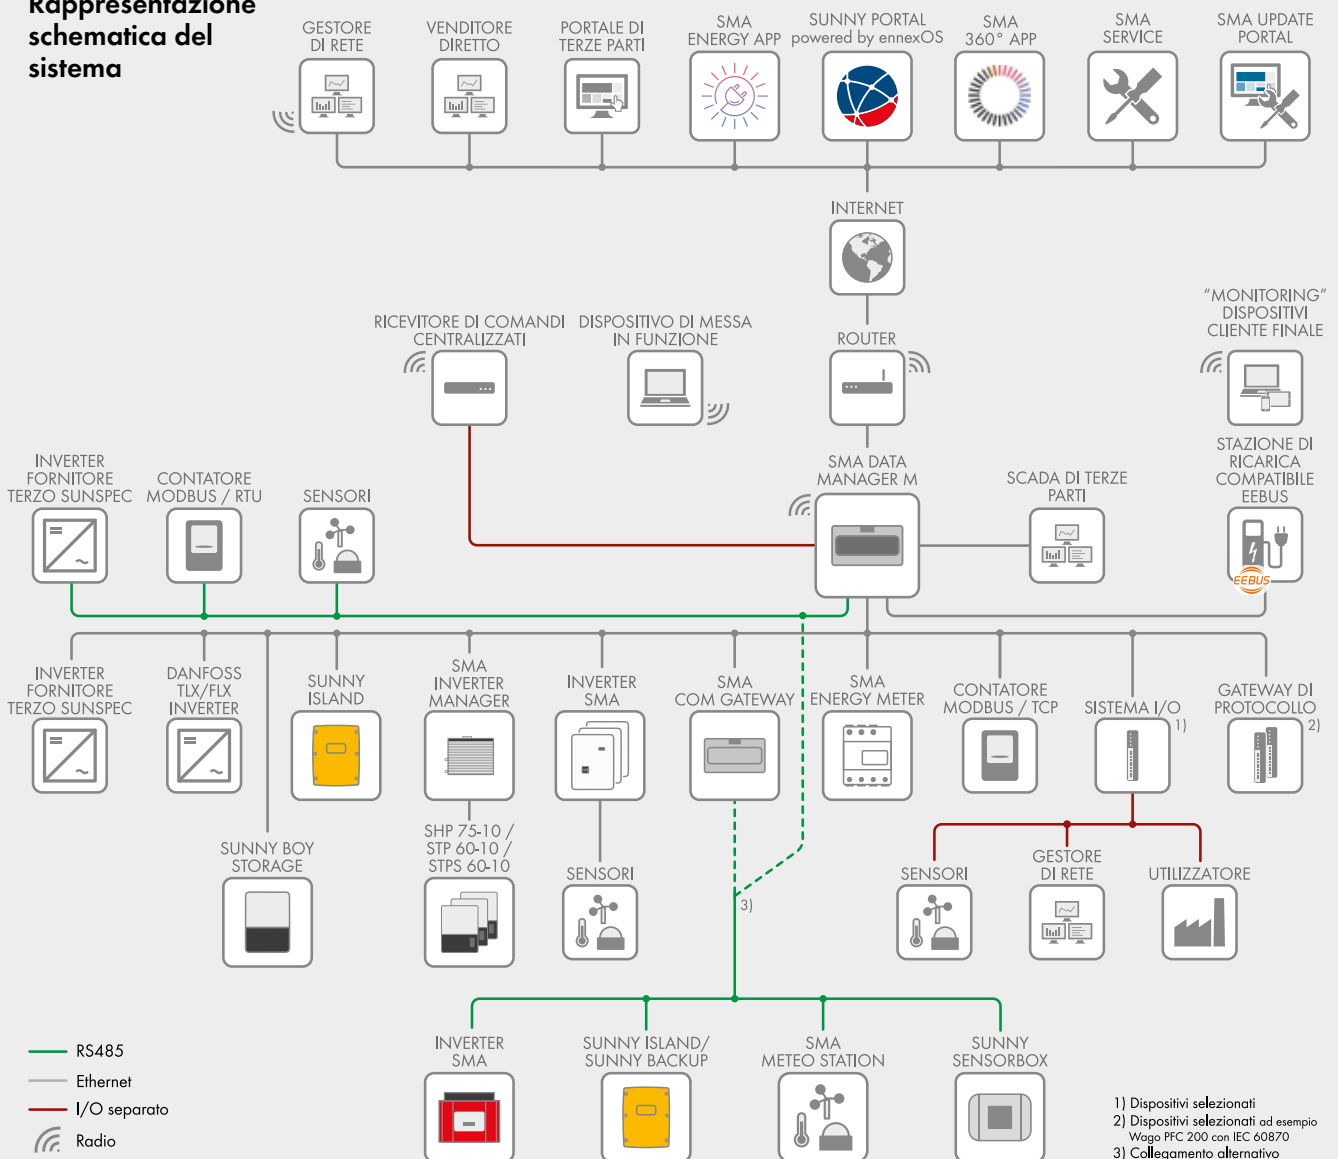 Rappresentazione
schematica del
sistema
GESTORE
DI RETE
VENDITORE
DIRETTO
PORTALE DI
TERZE PARTI
SMA
ENERGY APP
SUNNY PORTAL
powered by ennexOS
SMA
360° APP
SMA
SERVICE
SMA UPDATE
PORTAL
INTERNET
RICEVITORE DI COMANDI
CENTRALIZZATI
DISPOSITIVO DI MESSA
IN FUNZIONE
ROUTER
“MONITORING”
DISPOSITIVI
CLIENTE FINALE
INVERTER
FORNITORE
TERZO SUNSPEC
CONTATORE
MODBUS / RTU
SENSORI
SMA DATA
MANAGER M
SCADA DI TERZE
PARTI
STAZIONE DI
RICARICA
COMPATIBILE
EEBUS
EEBUS
INVERTER
FORNITORE
TERZO SUNSPEC
DANFOSS
TLX/FLX
INVERTER
SUNNY
ISLAND
SMA
INVERTER
MANAGER
INVERTER
SMA
SMA
COM GATEWAY
SMA
ENERGY METER
CONTATORE
MODBUS / TCP
SISTEMA I/O
1)
GATEWAY DI
PROTOCOLLO
2)
SUNNY BOY
STORAGE
SHP 75-10 /
STP 60-10 /
STPS 60-10
SENSORI
3)
SENSORI
GESTORE
DI RETE
UTILIZZATORE
INVERTER
SMA
SUNNY ISLAND/
SUNNY BACKUP
SMA
METEO STATION
SUNNY
SENSORBOX
RS485
Ethernet
I/O separato
Radio
1) Dispositivi selezionati
2) Dispositivi selezionati ad esempio
Wago PFC 200 con IEC 60870
3) Collegamento alternativo